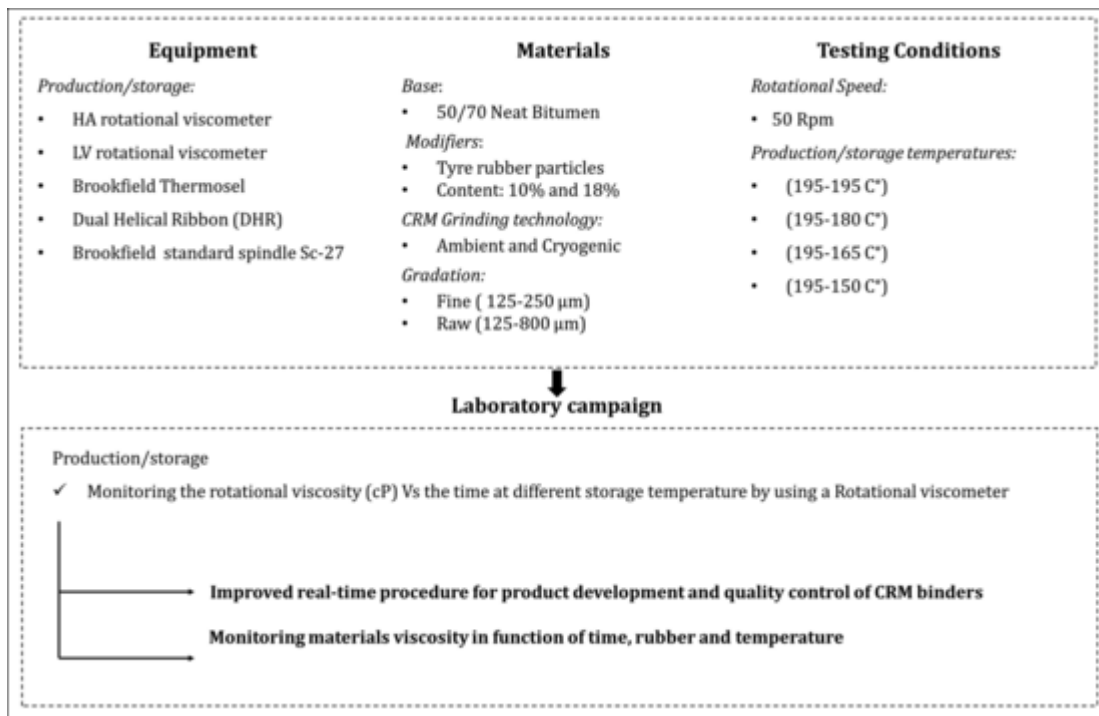 Equipment
Production/storage:
• HA rotational viscometer
• LV rotational viscometer
• Brookfield Thermosel
• Dual Helical Ribbon (DHR)
• Brookfield standard spindle Sc-27
Materials
Base:
• 50/70 Neat Bitumen
Modifiers:
• Tyre rubber particles
• Content: 10% and 18%
CRM Grinding technology:
• Ambient and Cryogenic
Gradation:
• Fine ( 125-250 μm)
• Raw (125-800 μm)
Testing Conditions
Rotational Speed:
• 50 Rpm
Production/storage temperatures:
• (195-195 C°)
• (195-180 C°)
• (195-165 C°)
• (195-150 C°)
Laboratory campaign
Production/storage
✓ Monitoring the rotational viscosity (cP) Vs the time at different storage temperature by using a Rotational viscometer
Improved real-time procedure for product development and quality control of CRM binders
Monitoring materials viscosity in function of time, rubber and temperature